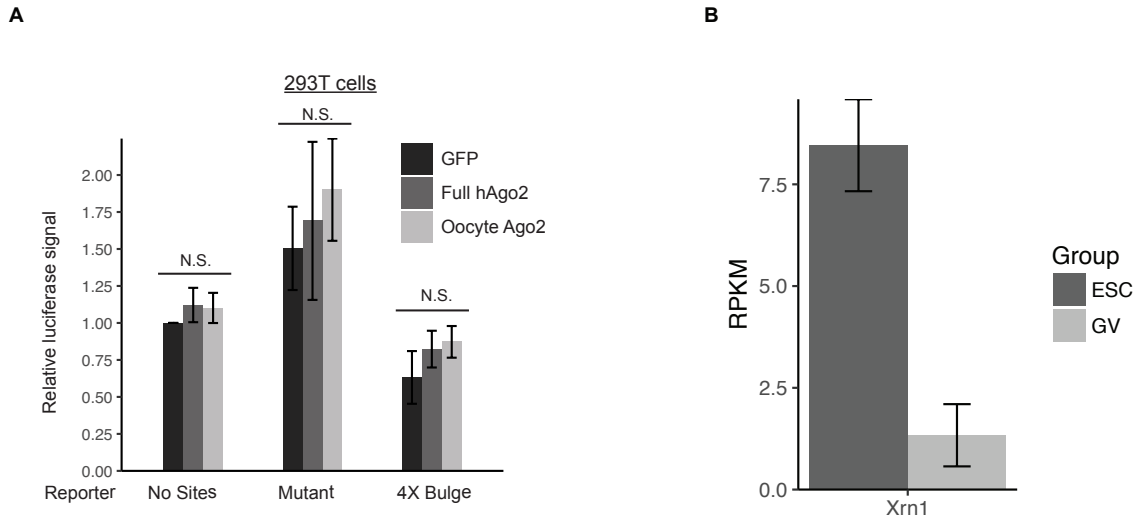 A
293T cells
N.S.
N.S.
N.S.
GFP
Full hAgo2
Oocyte Ago2
Relative luciferase signal
2.00
1.75
1.50
1.25
1.00
0.75
0.50
0.25
0.00
Reporter No Sites Mutant 4X Bulge
B
RPKM
7.5
5.0
2.5
0.0
Xrn1
Group
ESC
GV